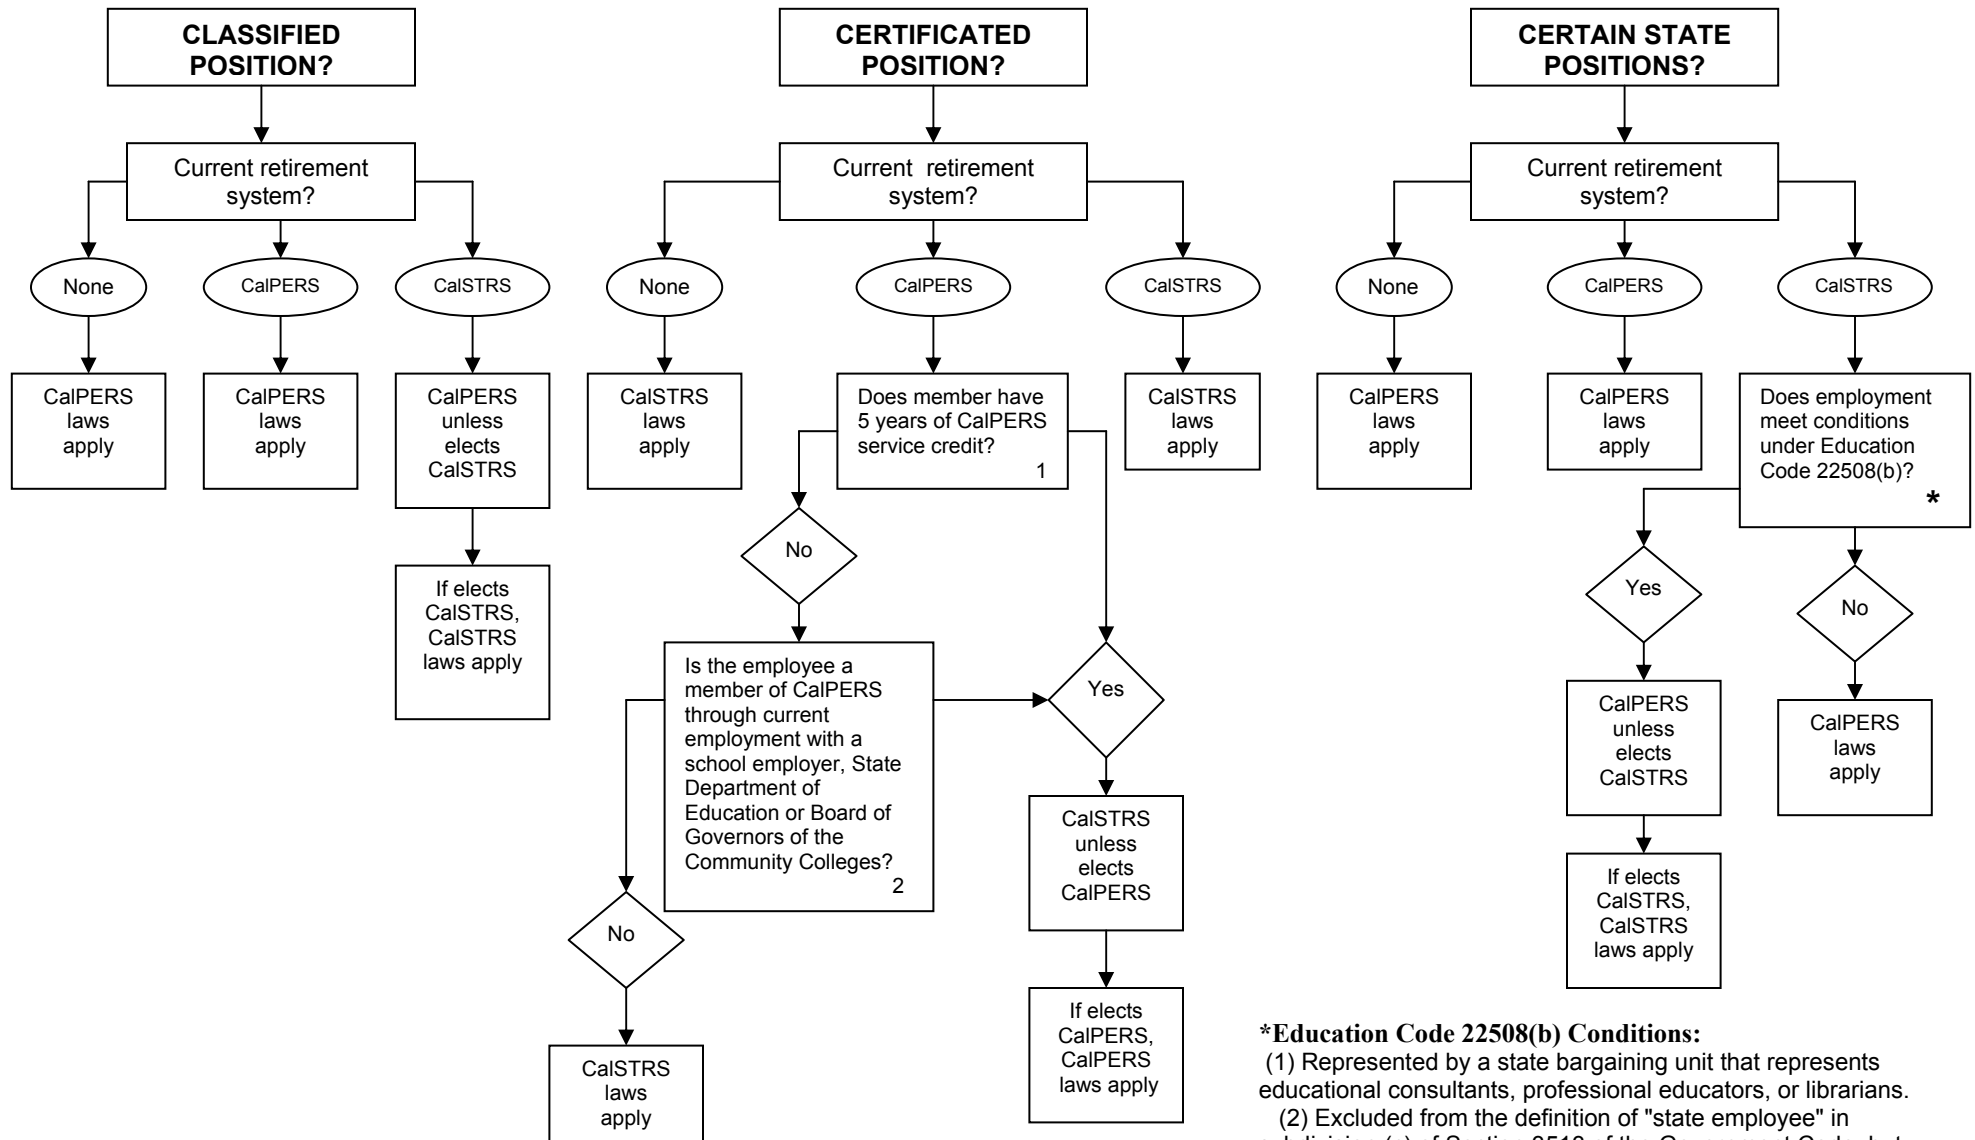 CLASSIFIED
POSITION?
Current retirement
system?
None
CalPERS
CalSTRS
CalPERS
laws
apply
CalPERS
laws
apply
CalPERS
unless
elects
CalSTRS
If elects
CalSTRS,
CalSTRS
laws apply
CERTIFICATED
POSITION?
Current retirement
system?
None
CalPERS
CalSTRS
CalSTRS
laws
apply
Does member have
5 years of CalPERS
service credit?
1
CalSTRS
laws
apply
No
Is the employee a
member of CalPERS
through current
employment with a
school employer, State
Department of
Education or Board of
Governors of the
Community Colleges?
2
Yes
No
CalSTRS
laws
apply
CalSTRS
unless
elects
CalPERS
If elects
CalPERS,
CalPERS
laws apply
CERTAIN STATE
POSITIONS?
Current retirement
system?
None
CalPERS
CalSTRS
CalPERS
laws
apply
CalPERS
laws
apply
Does employment
meet conditions
under Education
Code 22508(b)?
*
Yes
No
CalPERS
unless
elects
CalSTRS
CalPERS
laws
apply
If elects
CalSTRS,
CalSTRS
laws apply
*Education Code 22508(b) Conditions:
(1) Represented by a state bargaining unit that represents
educational consultants, professional educators, or librarians.
(2) Excluded from the definition of "state employee" in